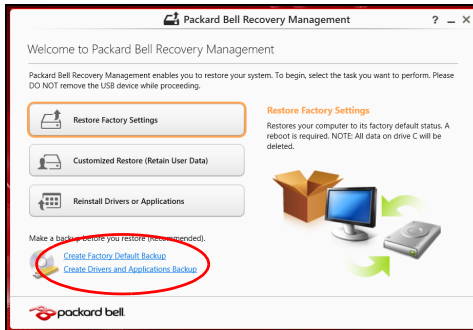 Packard Bell Recovery Management
? _ X
Welcome to Packard Bell Recovery Management
Packard Bell Recovery Management enables you to restore your system. To begin, select the task you want to perform. Please
DO NOT remove the USB device while proceeding.
Restore Factory Settings
Customized Restore (Retain User Data)
Reinstall Drivers or Applications
Restore Factory Settings
Restores your computer to its factory default status. A
reboot is required. NOTE: All data on drive C will be
deleted.
Make a backup before you restore (Recommended).
Create Factory Default Backup
Create Drivers and Applications Backup
packard bell